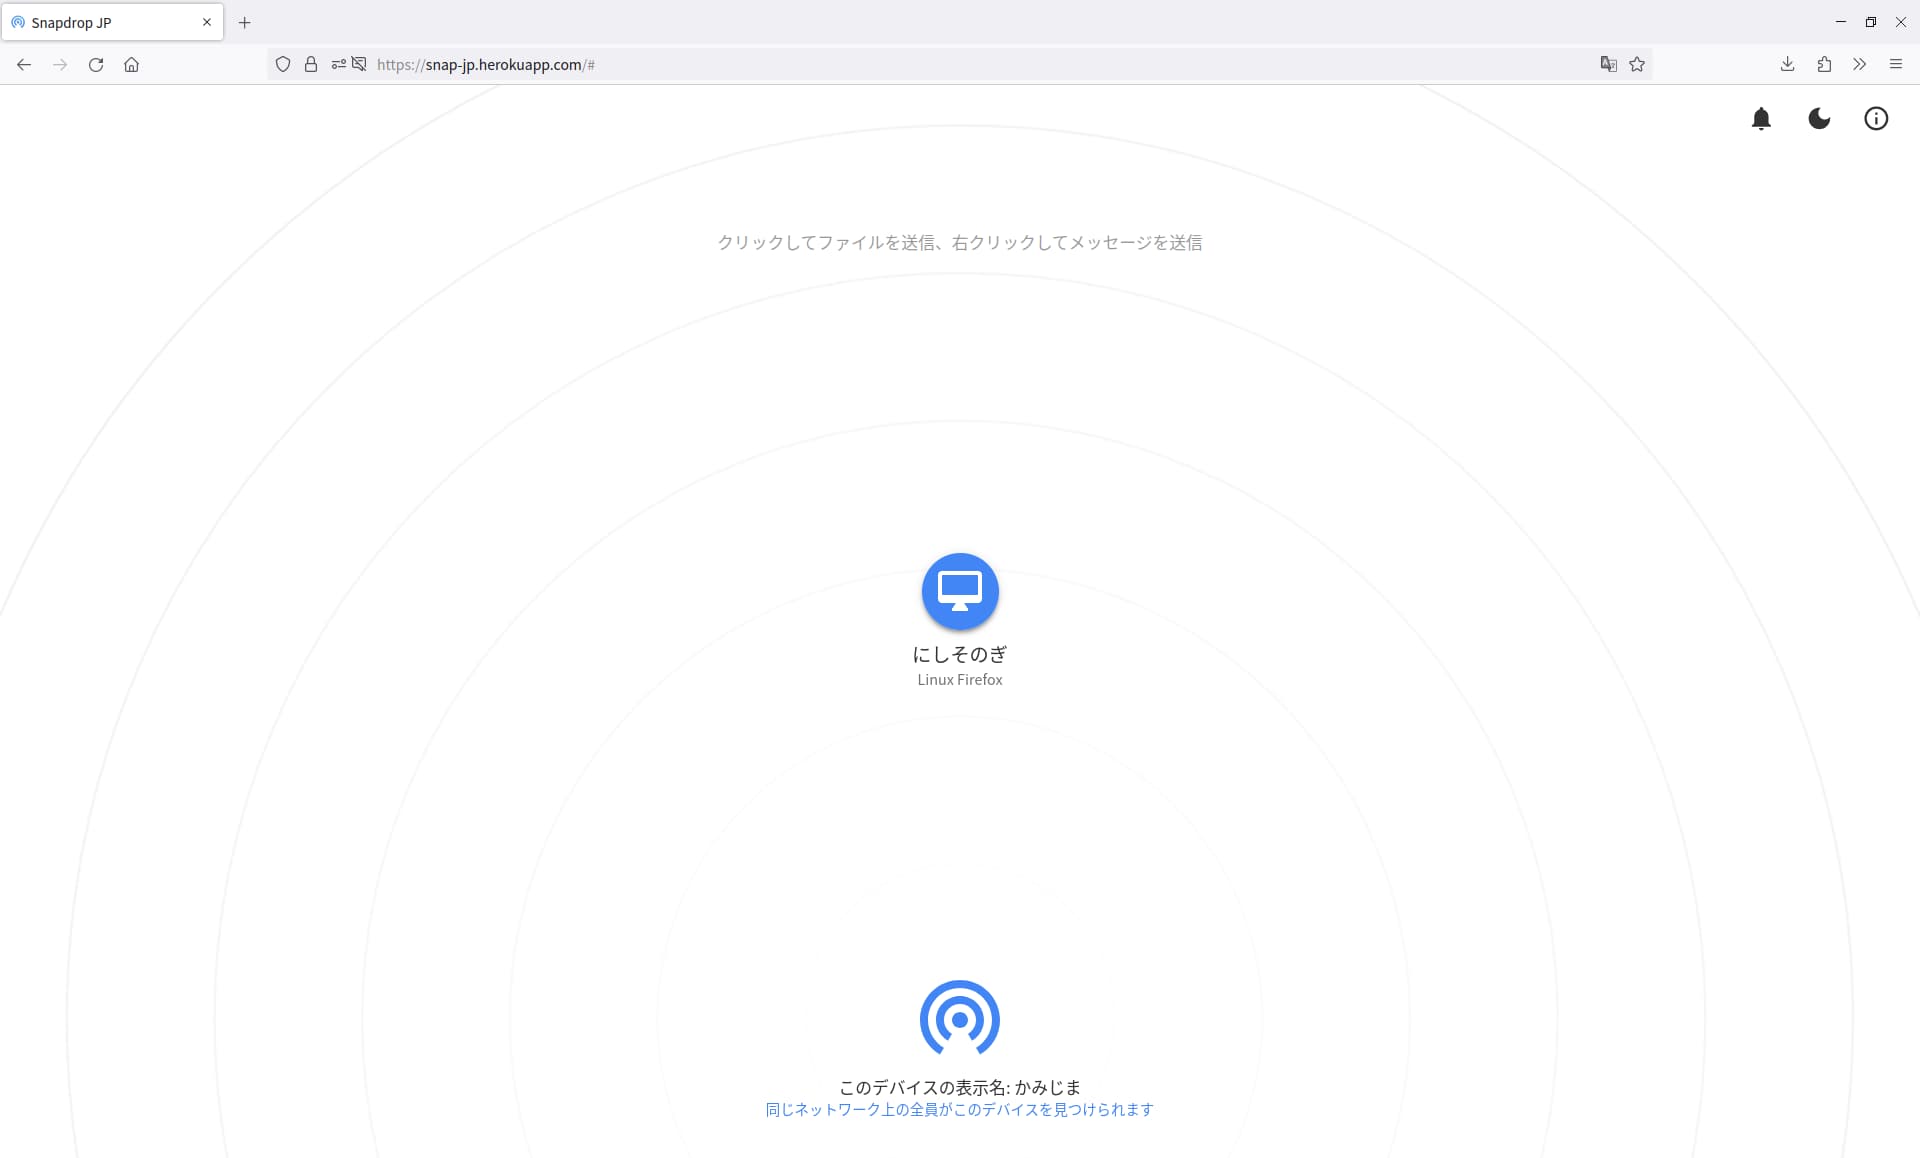 Snapdrop JP
https://snap-jp.herokuapp.com/#
クリックしてファイルを送信、右クリックしてメッセージを送信
にしそのぎ
Linux Firefox
このデバイスの表示名: かみじま
同じネットワーク上の全員がこのデバイスを見つけられます